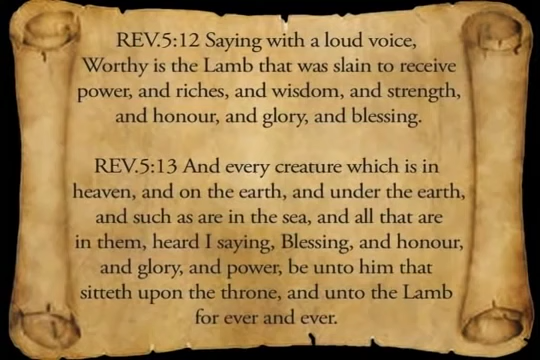 REV.5:12 Saying with a loud voice,
Worthy is the Lamb that was slain to receive
power, and riches, and wisdom, and strength,
and honour, and glory, and blessing.
REV.5:13 And every creature which is in
heaven, and on the earth, and under the earth,
and such as are in the sea, and all that are
in them, heard I saying, Blessing, and honour,
and glory, and power, be unto him that
sitteth upon the throne, and unto the Lamb
for ever and ever.